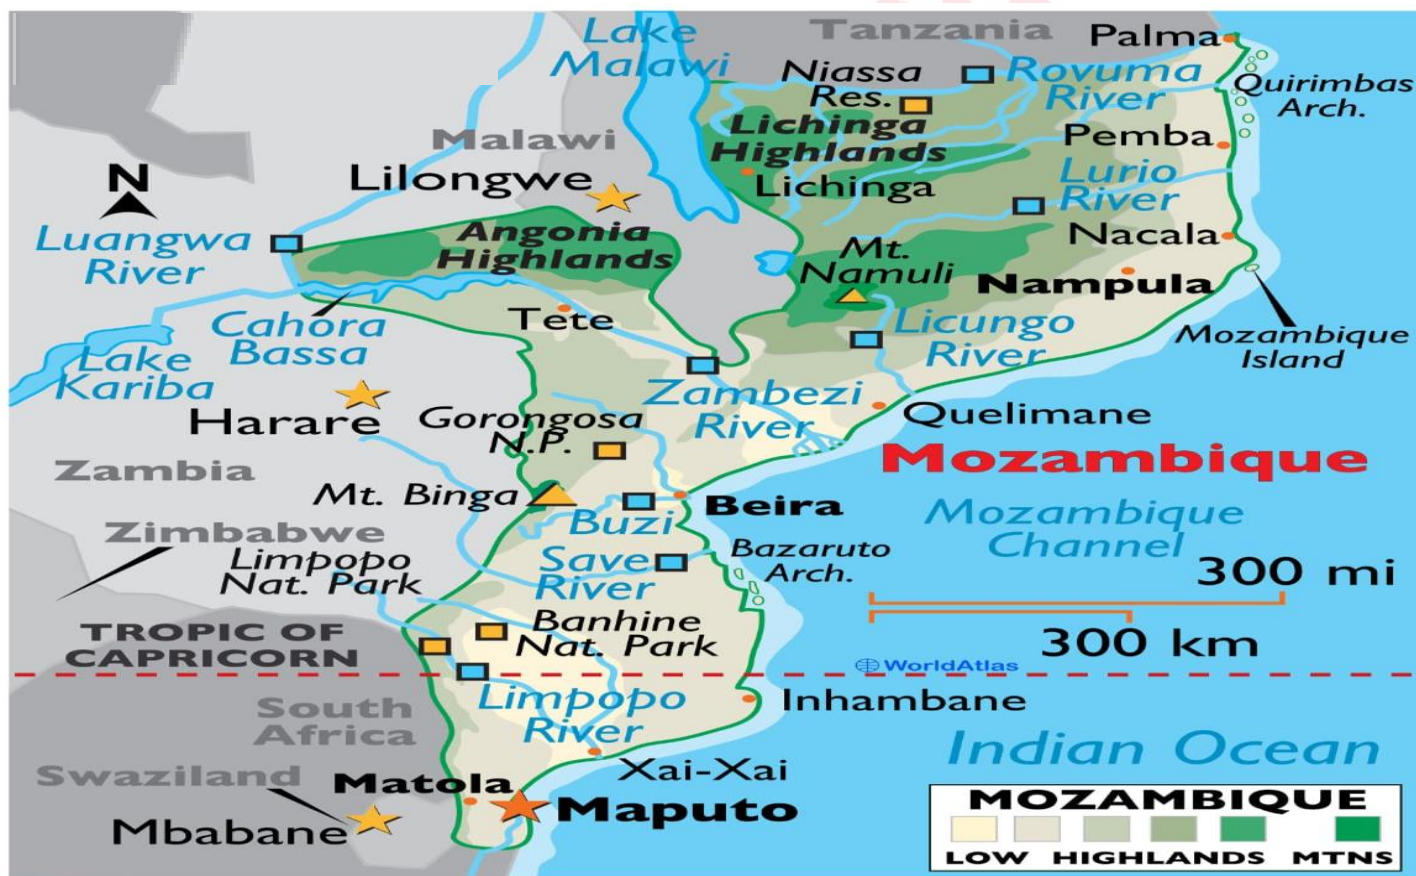 Lake
Malawi
Tanzania
Palma
Niassa
Res.
Rovuma
River
Quirimbas
Arch.
Malawi
Lichinga
Highlands
Pemba
N
Lilongwe
Lichinga
Lurio
River
Luangwa
River
Angonia
Highlands
Mt.
Namuli
Nacala
Nampula
Cahora
Bassa
Tete
Licungo
River
Mozambique
Island
Lake
Kariba
Harare
Zambezi
River
Gorongosa
N.P.
Quelimane
Mozambique
Zambia
Mt. Binga
Beira
Buzi
Mozambique
Channel
Zimbabwe
Limpopo
Nat. Park
Save
River
Bazaruto
Arch.
300 mi
TROPIC OF
CAPRICORN
Banhine
Nat. Park
300 km
WorldAtlas
South
Africa
Limpopo
River
Inhambane
Indian Ocean
Swaziland
Matola
Xai-Xai
Mbabane
Maputo
MOZAMBIQUE
LOW HIGHLANDS MTNS